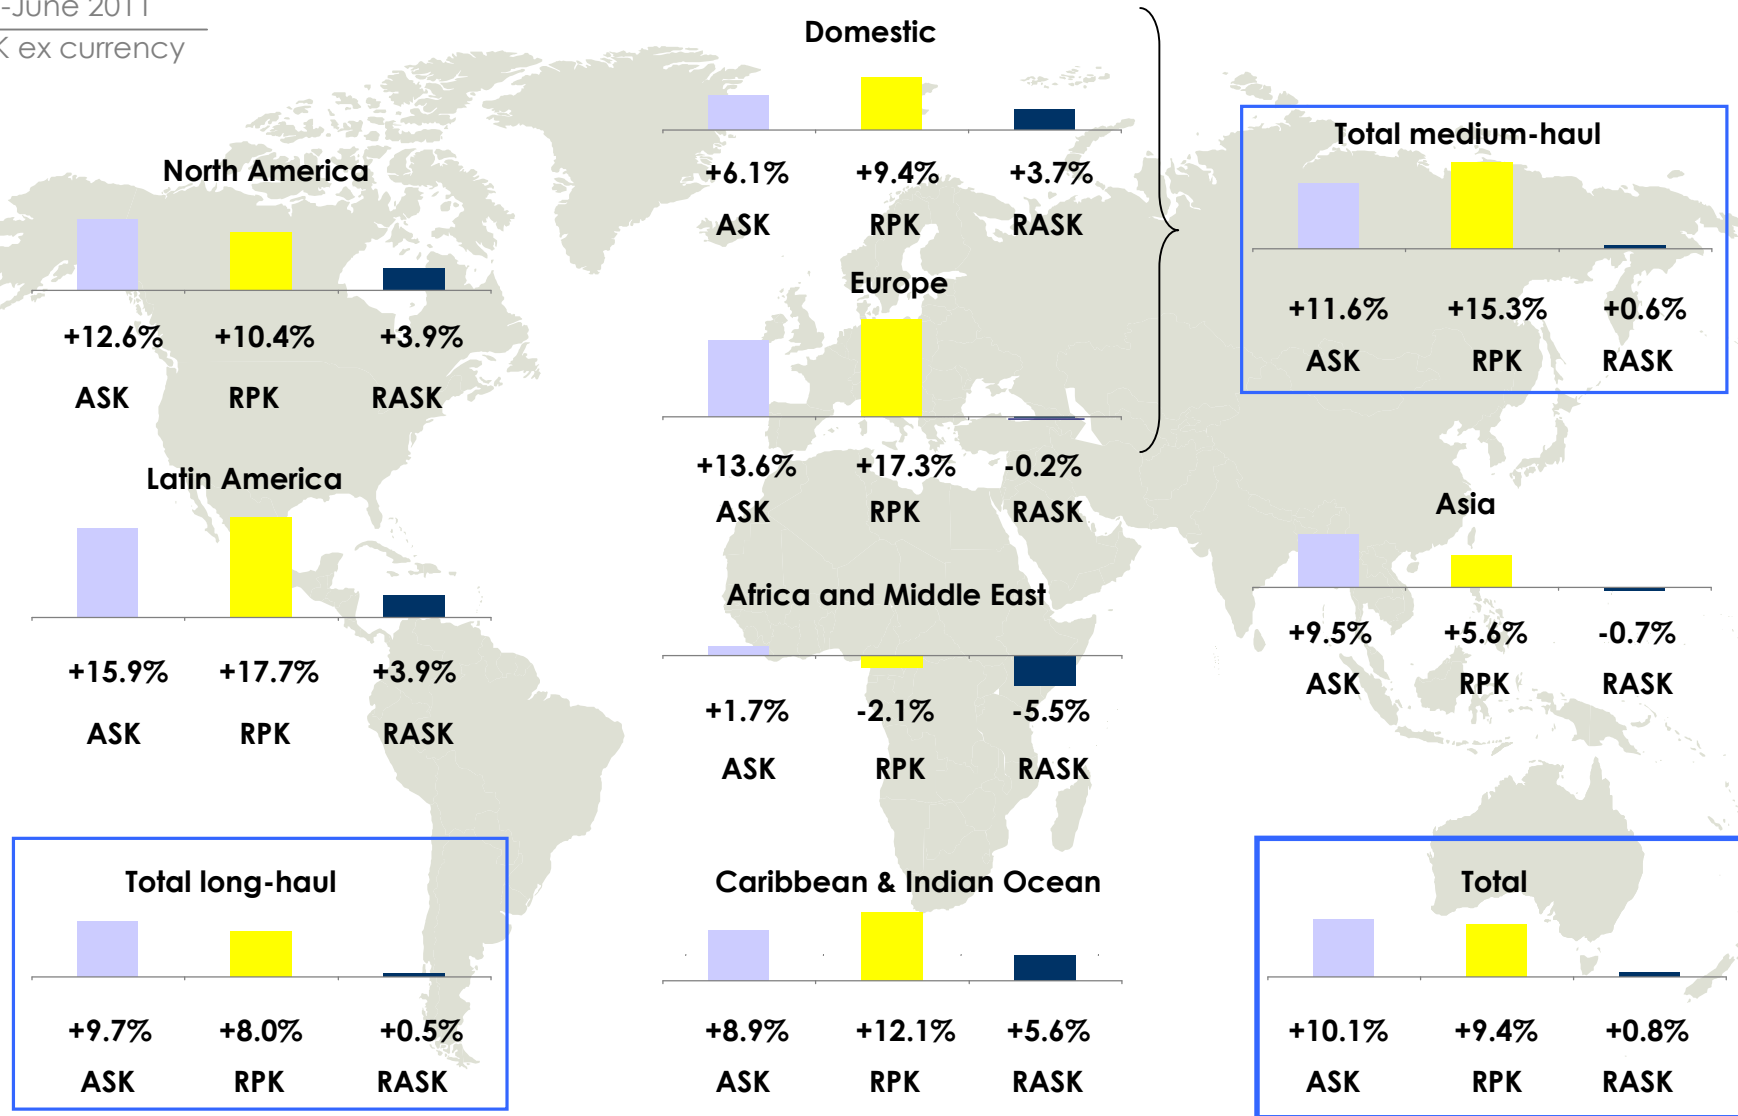 -June 2011
K ex currency
Domestic
+6.1% +9.4% +3.7%
ASK RPK RASK
North America
+12.6% +10.4% +3.9%
ASK RPK RASK
Europe
+13.6% +17.3% -0.2%
ASK RPK RASK
Total medium-haul
+11.6% +15.3% +0.6%
ASK RPK RASK
Latin America
+15.9% +17.7% +3.9%
ASK RPK RASK
Africa and Middle East
+1.7% -2.1% -5.5%
ASK RPK RASK
Asia
+9.5% +5.6% -0.7%
ASK RPK RASK
Total long-haul
+9.7% +8.0% +0.5%
ASK RPK RASK
Caribbean & Indian Ocean
+8.9% +12.1% +5.6%
ASK RPK RASK
Total
+10.1% +9.4% +0.8%
ASK RPK RASK